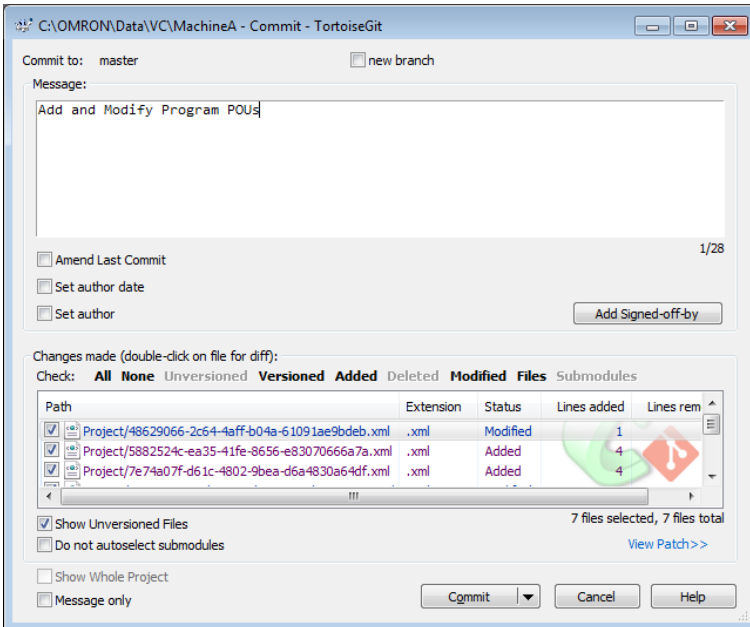 C:\OMRON\Data\VC\MachineA - Commit - TortoiseGit
Commit to: master new branch
Message:
Add and Modify Program POUs
1/28
Amend Last Commit
Set author date
Set author Add Signed-off-by
Changes made (double-click on file for diff):
Check: All None Unversioned Versioned Added Deleted Modified Files Submodules
Path Extension Status Lines added Lines rem
Project/48629066-2c64-4aff-b04a-61091ae9bdeb.xml .xml Modified 1
Project/5882524c-ea35-41fe-8656-e83070666a7a.xml .xml Added 4
Project/7e74a07f-d61c-4802-9bea-d6a4830a64df.xml .xml Added 4
Show Unversioned Files 7 files selected, 7 files total
Do not autoselect submodules View Patch>>
Show Whole Project
Message only Commit Cancel Help